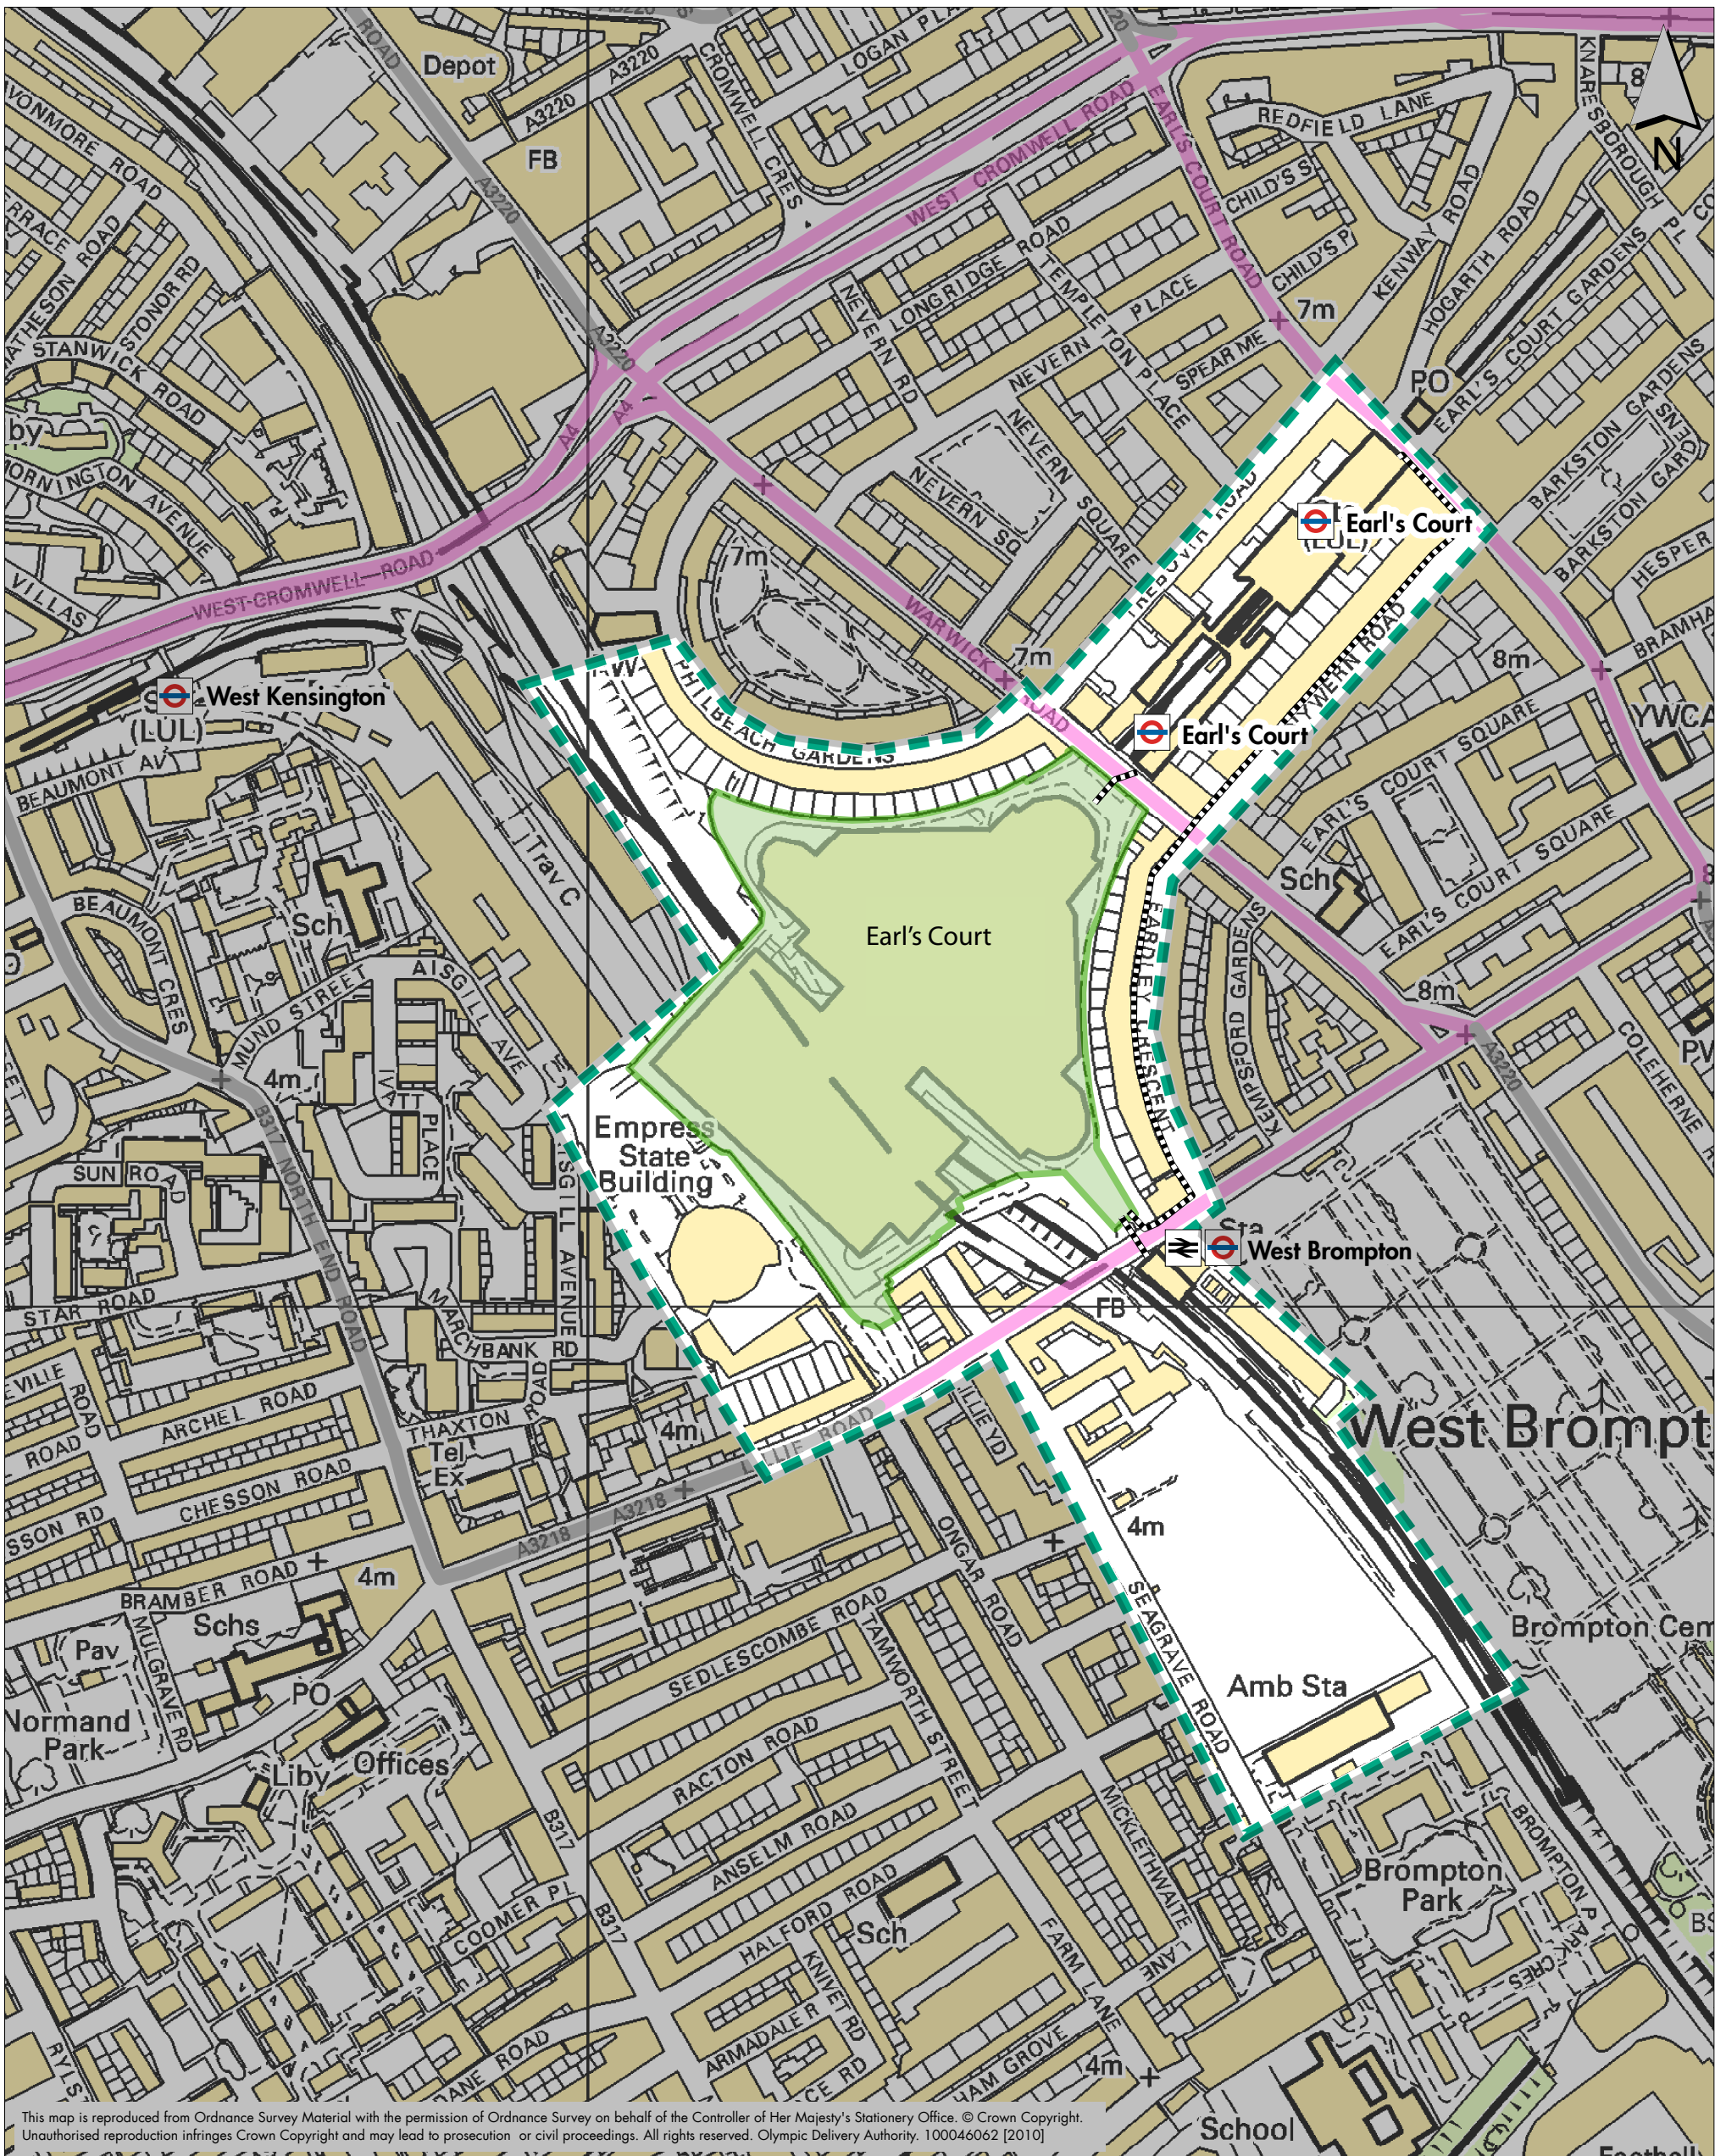 A3220
ROAD
Depot
A3220
A3220
CROMWELL CRES
LOGAN
KNARESBOROUGH PL
N
FB
AVONMORE ROAD
A3220
WEST CROMWELL ROAD
EARL'S COURT ROAD
REDFIELD LANE
CHILD'S S
CHILD'S P
KENWAY ROAD
HOGARTH ROAD
EARL'S COURT GARDENS
STONOR RD
STANWICK ROAD
MORNINGTON AVENUE
A3220
A4
A4
NEVERN RD
LONGRIDGE ROAD
TEMPLETON PLACE
NEVERN PLACE
SPEAR ME
7m
PO
BARKSTON GARDENS
BARKSTON GARD
NEVERN SQUARE
NEVERN SQ
7m
WARWICK ROAD
7m
WEST CROMWELL ROAD
VILLAS
West Kensington
(LUL)
BEAUMONT AV
PHILBEACH GARDENS
Earl's Court
(LUL)
Earl's Court
HESPER
8m
YWCA
EARL'S COURT SQUARE
EARL'S COURT SQUARE
Sch
Trav C
Sch
BEAUMONT CRES
MUND STREET
AISGILL AVE
Earl's Court
EARDLEY CRESCENT
KEMPSFORD GARDENS
8m
A3220
COLEHERNE
4m
IVATT PLACE
B317 NORTH END ROAD
SUN ROAD
Empress
State
Building
AISGILL AVENUE
STAR ROAD
MARCHBANK RD
Sta
West Brompton
FB
ARCHEL ROAD
THAXTON ROAD
Tel
Ex
4m
LILLIE ROAD
A3218
A3218
LILLIE YD
West Brompt
CHESSON ROAD
BRAMBER ROAD
4m
ONGAR ROAD
4m
SEAGRAVE ROAD
Schs
Pav
MULGRAVE RD
PO
SEDLESCOMBE ROAD
TAMWORTH STREET
Brompton Cem
Amb Sta
Normand
Park
Liby
Offices
RACTON ROAD
B317
ANSELM ROAD
MICKLETHWAITE LANE
Brompton
Park
BROMPTON PARK CRES
COOMER PL
B317
HALFORD ROAD
Sch
KNIVET RD
FARM LANE
ARMADALE R
4m
School
This map is reproduced from Ordnance Survey Material with the permission of Ordnance Survey on behalf of the Controller of Her Majesty's Stationery Office. © Crown Copyright.
Unauthorised reproduction infringes Crown Copyright and may lead to prosecution or civil proceedings. All rights reserved. Olympic Delivery Authority. 100046062 [2010]